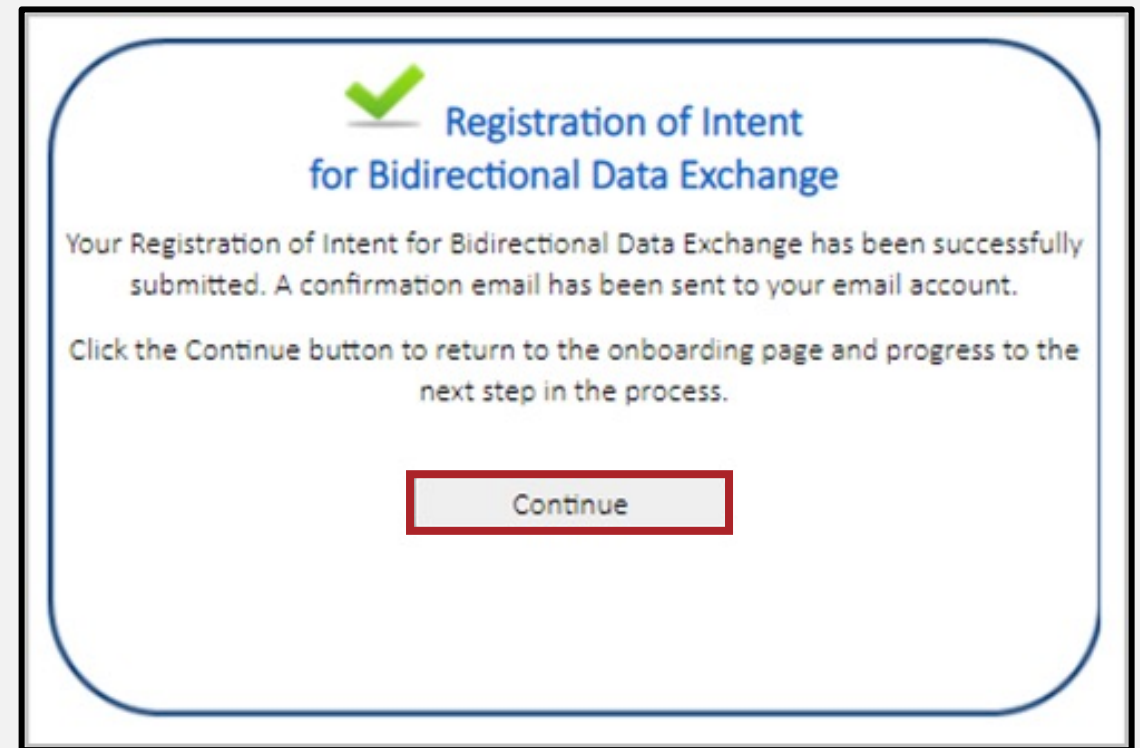 Registration of Intent
for Bidirectional Data Exchange
Your Registration of Intent for Bidirectional Data Exchange has been successfully
submitted. A confirmation email has been sent to your email account.
Click the Continue button to return to the onboarding page and progress to the
next step in the process.
Continue